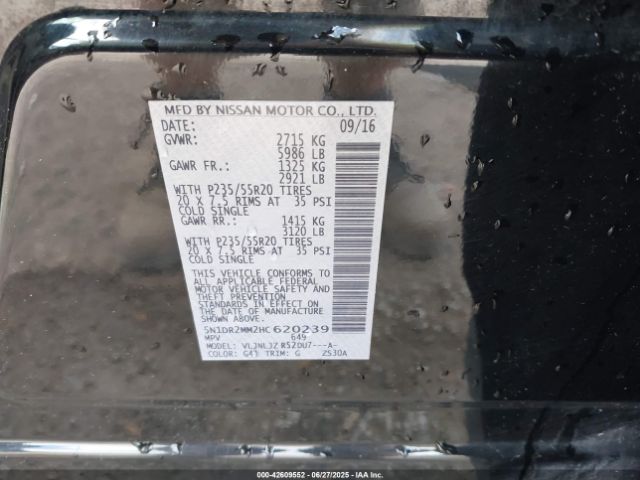 MFD BY NISSAN MOTOR CO., LTD.
DATE: 09/16
GVWR: 2715 KG
5986 LB
GAWR FR.: 1325 KG
2921 LB
WITH P235/55R20 TIRES
20 X 7.5 RIMS AT 35 PSI
COLD SINGLE
GAWR RR.: 1415 KG
3120 LB
WITH P235/55R20 TIRES
20 X 7.5 RIMS AT 35 PSI
COLD SINGLE
THIS VEHICLE CONFORMS TO
ALL APPLICABLE FEDERAL
MOTOR VEHICLE SAFETY AND
THEFT PREVENTION
STANDARDS IN EFFECT ON
THE DATE OF MANUFACTURE
SHOWN ABOVE.
5N1DR2MM2HC620239
MPV 649
MODEL: VLJNLJZ R52DU7---A-
COLOR: G41 TRIM: G ZS30A
000-42609552 | 06/27/2025 | IAA Inc.